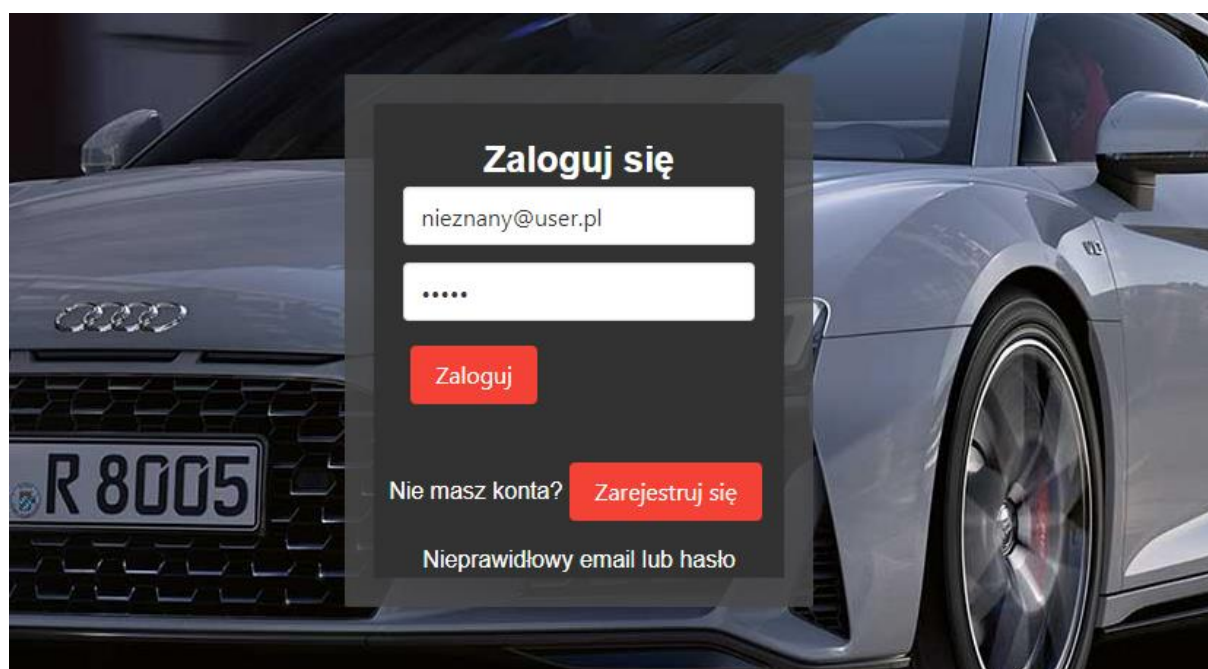 Zaloguj się
nieznany@user.pl
•••••
Zaloguj
R 8005
Nie masz konta? Zarejestruj się
Nieprawidłowy email lub hasło